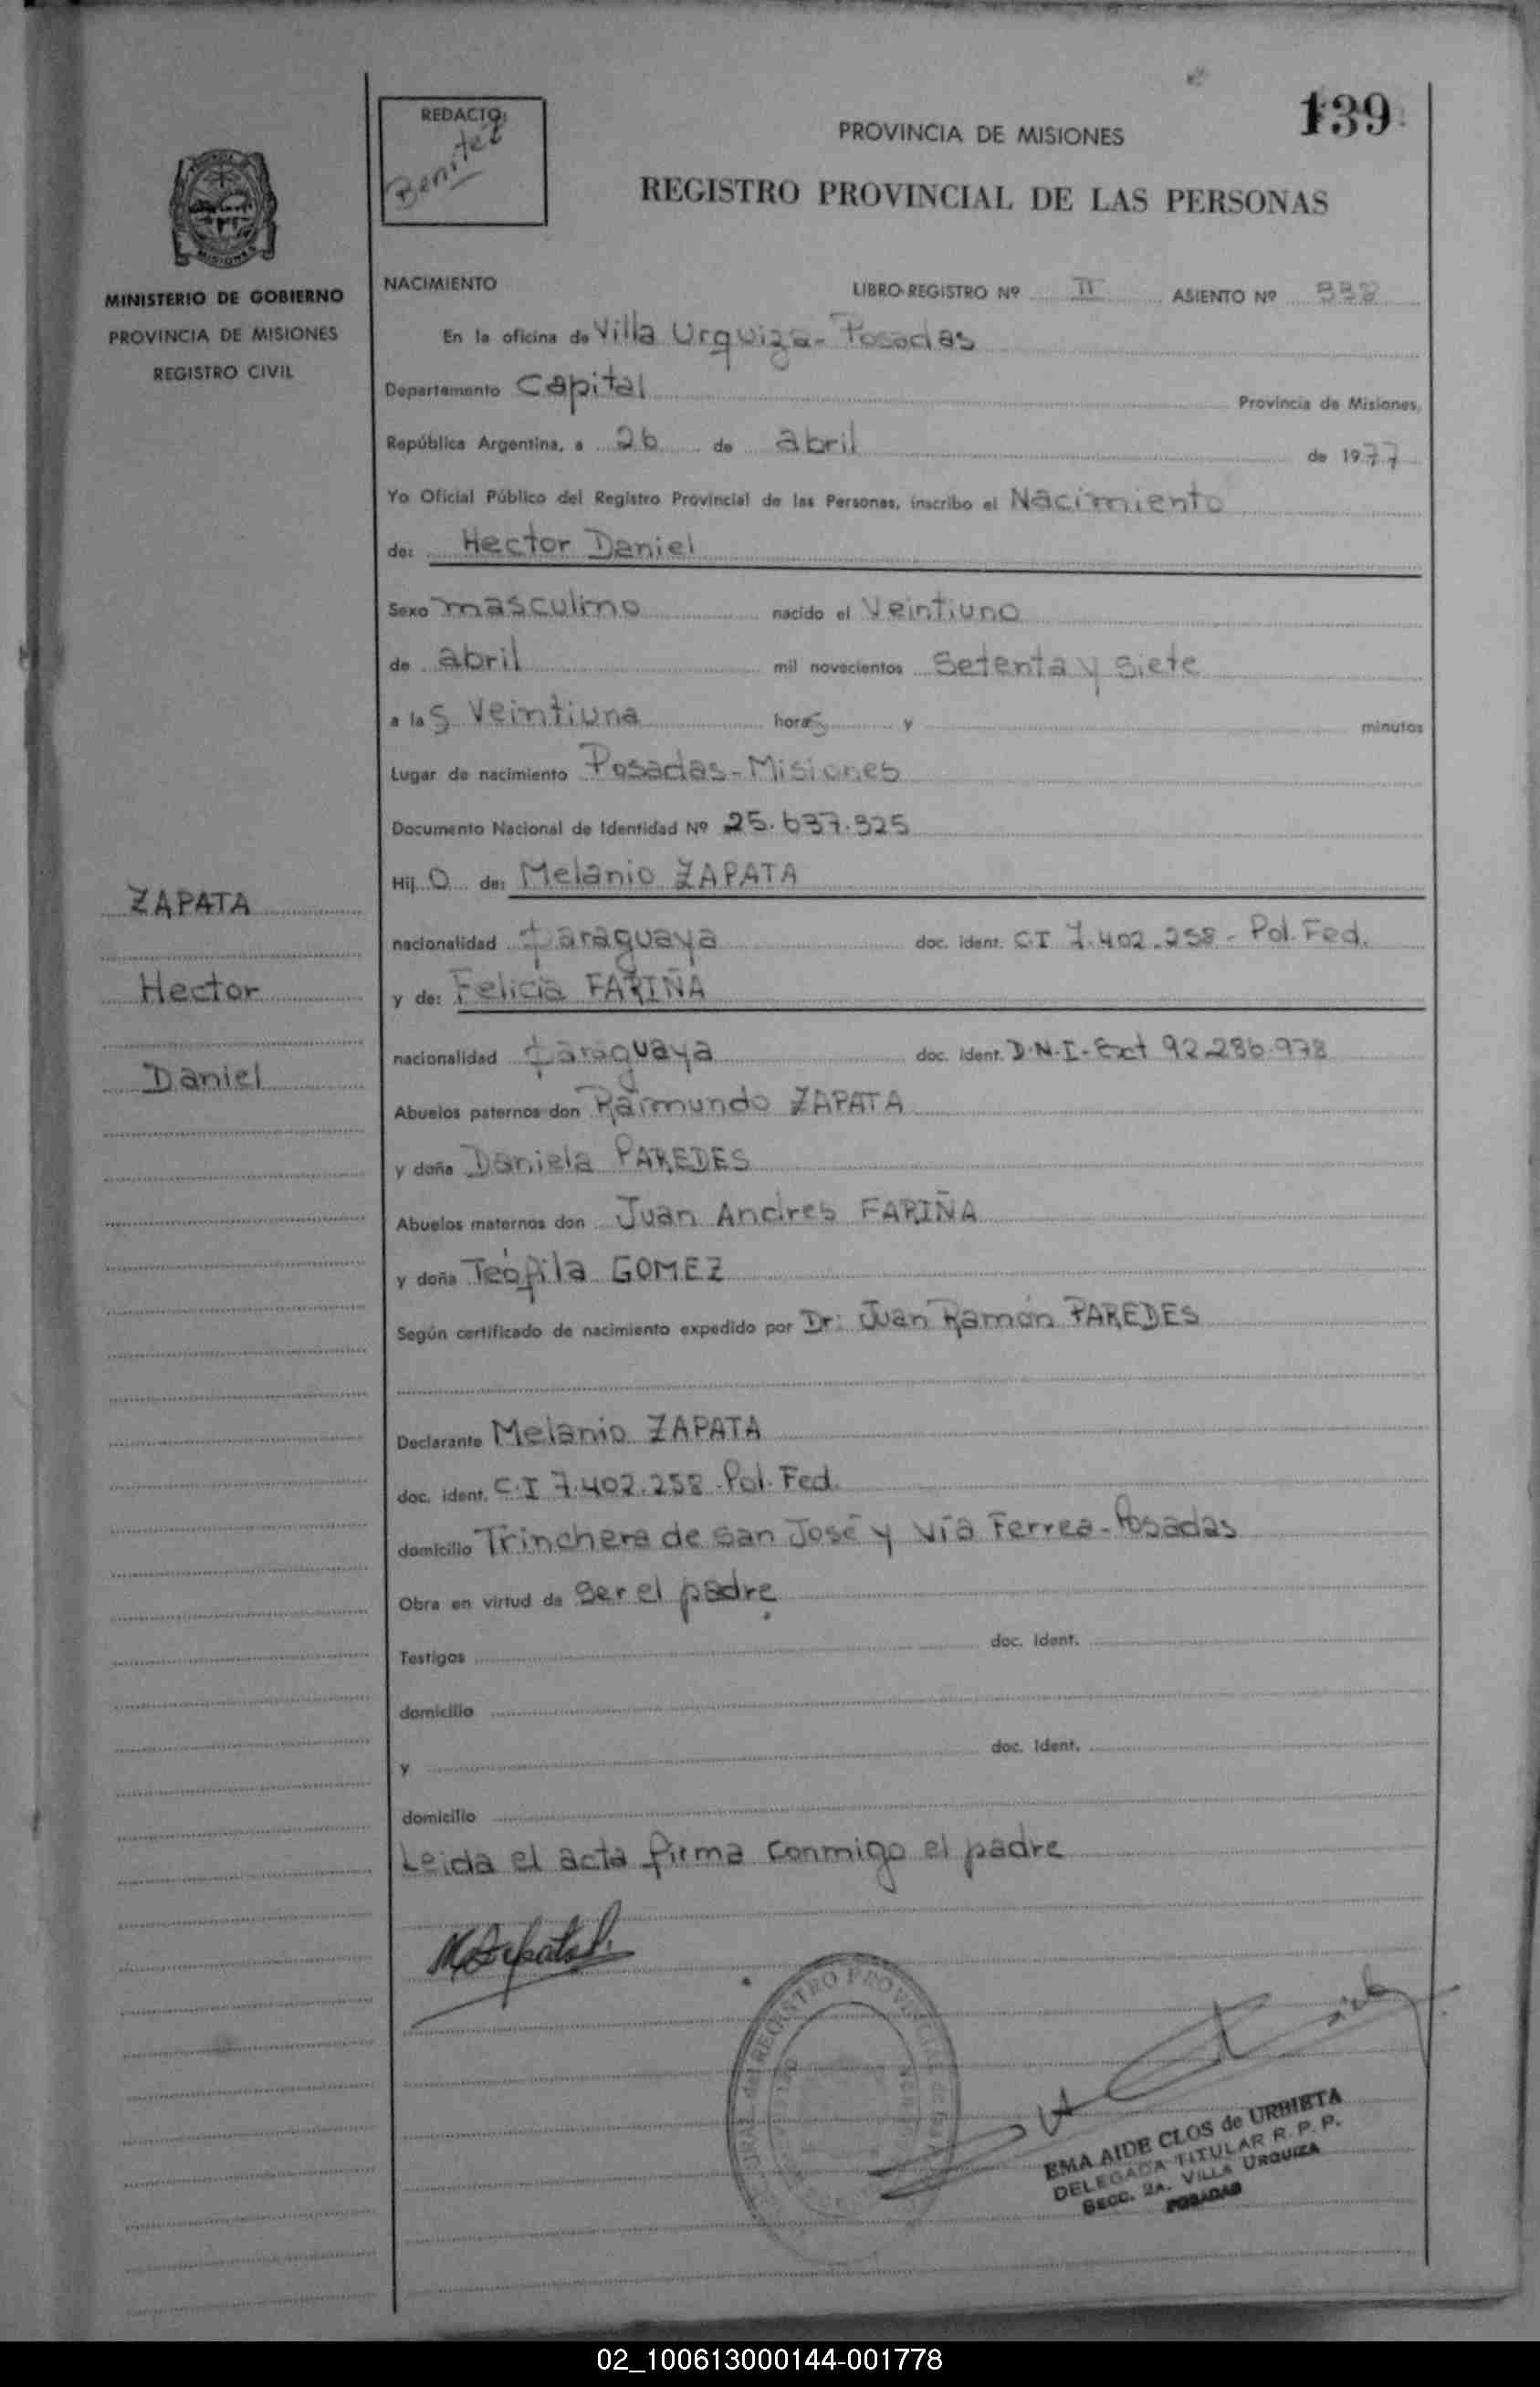 139
REDACTO:
Benitez
PROVINCIA DE MISIONES
REGISTRO PROVINCIAL DE LAS PERSONAS
MISIONES
MINISTERIO DE GOBIERNO
PROVINCIA DE MISIONES
REGISTRO CIVIL
NACIMIENTO LIBRO-REGISTRO Nº II ASIENTO Nº
En la oficina de Villa Urquiza - Posadas
Departamento Capital Provincia de Misiones,
República Argentina, a 26 de abril de 1977
Yo Oficial Público del Registro Provincial de las Personas, inscribo el Nacimiento
de: Hector Daniel
Sexo masculino nacido el Veintiuno
de abril mil novecientos Setenta y siete
a las Veintiuna horas y minutos
Lugar de nacimiento Posadas - Misiones
Documento Nacional de Identidad Nº 25.637.325
Hijo de: Melanio ZAPATA
nacionalidad paraguaya doc. ident. C.I 7.402.258 - Pol. Fed.
y de: Felicia FARIÑA
nacionalidad paraguaya doc. ident. D.N.I - Ext 92.286.978
Abuelos paternos don Raimundo ZAPATA
y doña Daniela PAREDES
Abuelos maternos don Juan Andres FARIÑA
y doña Teófila GOMEZ
Según certificado de nacimiento expedido por Dr: Juan Ramón PAREDES
Declarante Melanio ZAPATA
doc. ident. C.I 7.402.258 - Pol. Fed.
domicilio Trinchera de san José y vía Ferrea - Posadas
Obra en virtud de ser el padre
Testigos doc. ident.
domicilio
y doc. ident.
domicilio
Leida el acta firma conmigo el padre
ZAPATA
Hector
Daniel
REGISTRO PROVINCIAL de las
EMA AIDE CLOS de URBIETA
DELEGADA TITULAR R. P. P.
SECC. 2A. VILLA URQUIZA
POSADAS
02_100613000144-001778